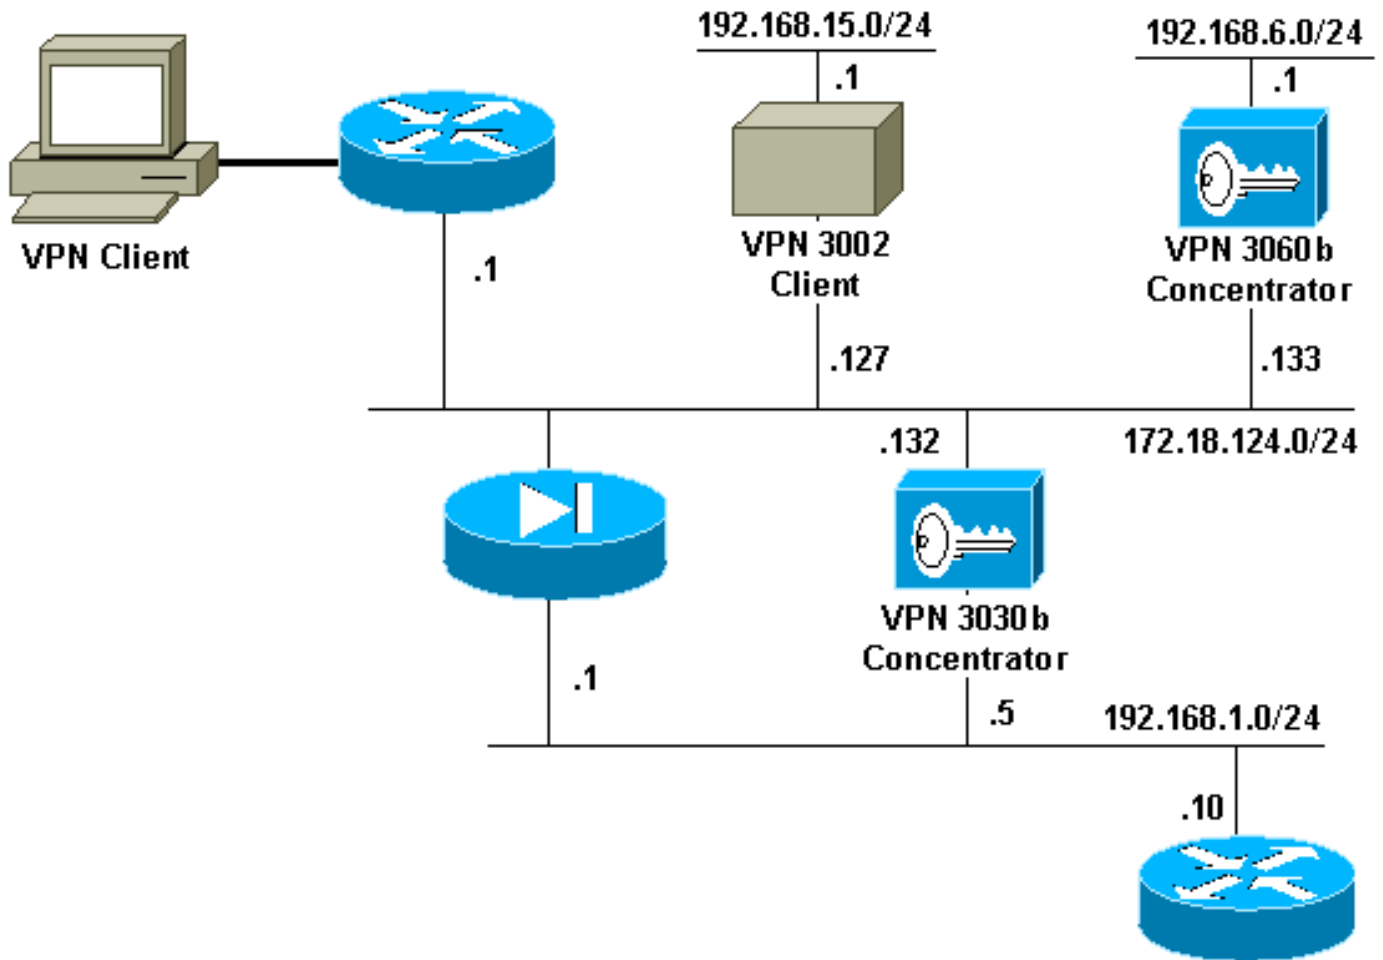 192.168.15.0/24
192.168.6.0/24
.1
.1
VPN Client
.1
VPN 3002
Client
VPN 3060b
Concentrator
.127
.133
.132
172.18.124.0/24
VPN 3030b
Concentrator
.1
.5
192.168.1.0/24
.10